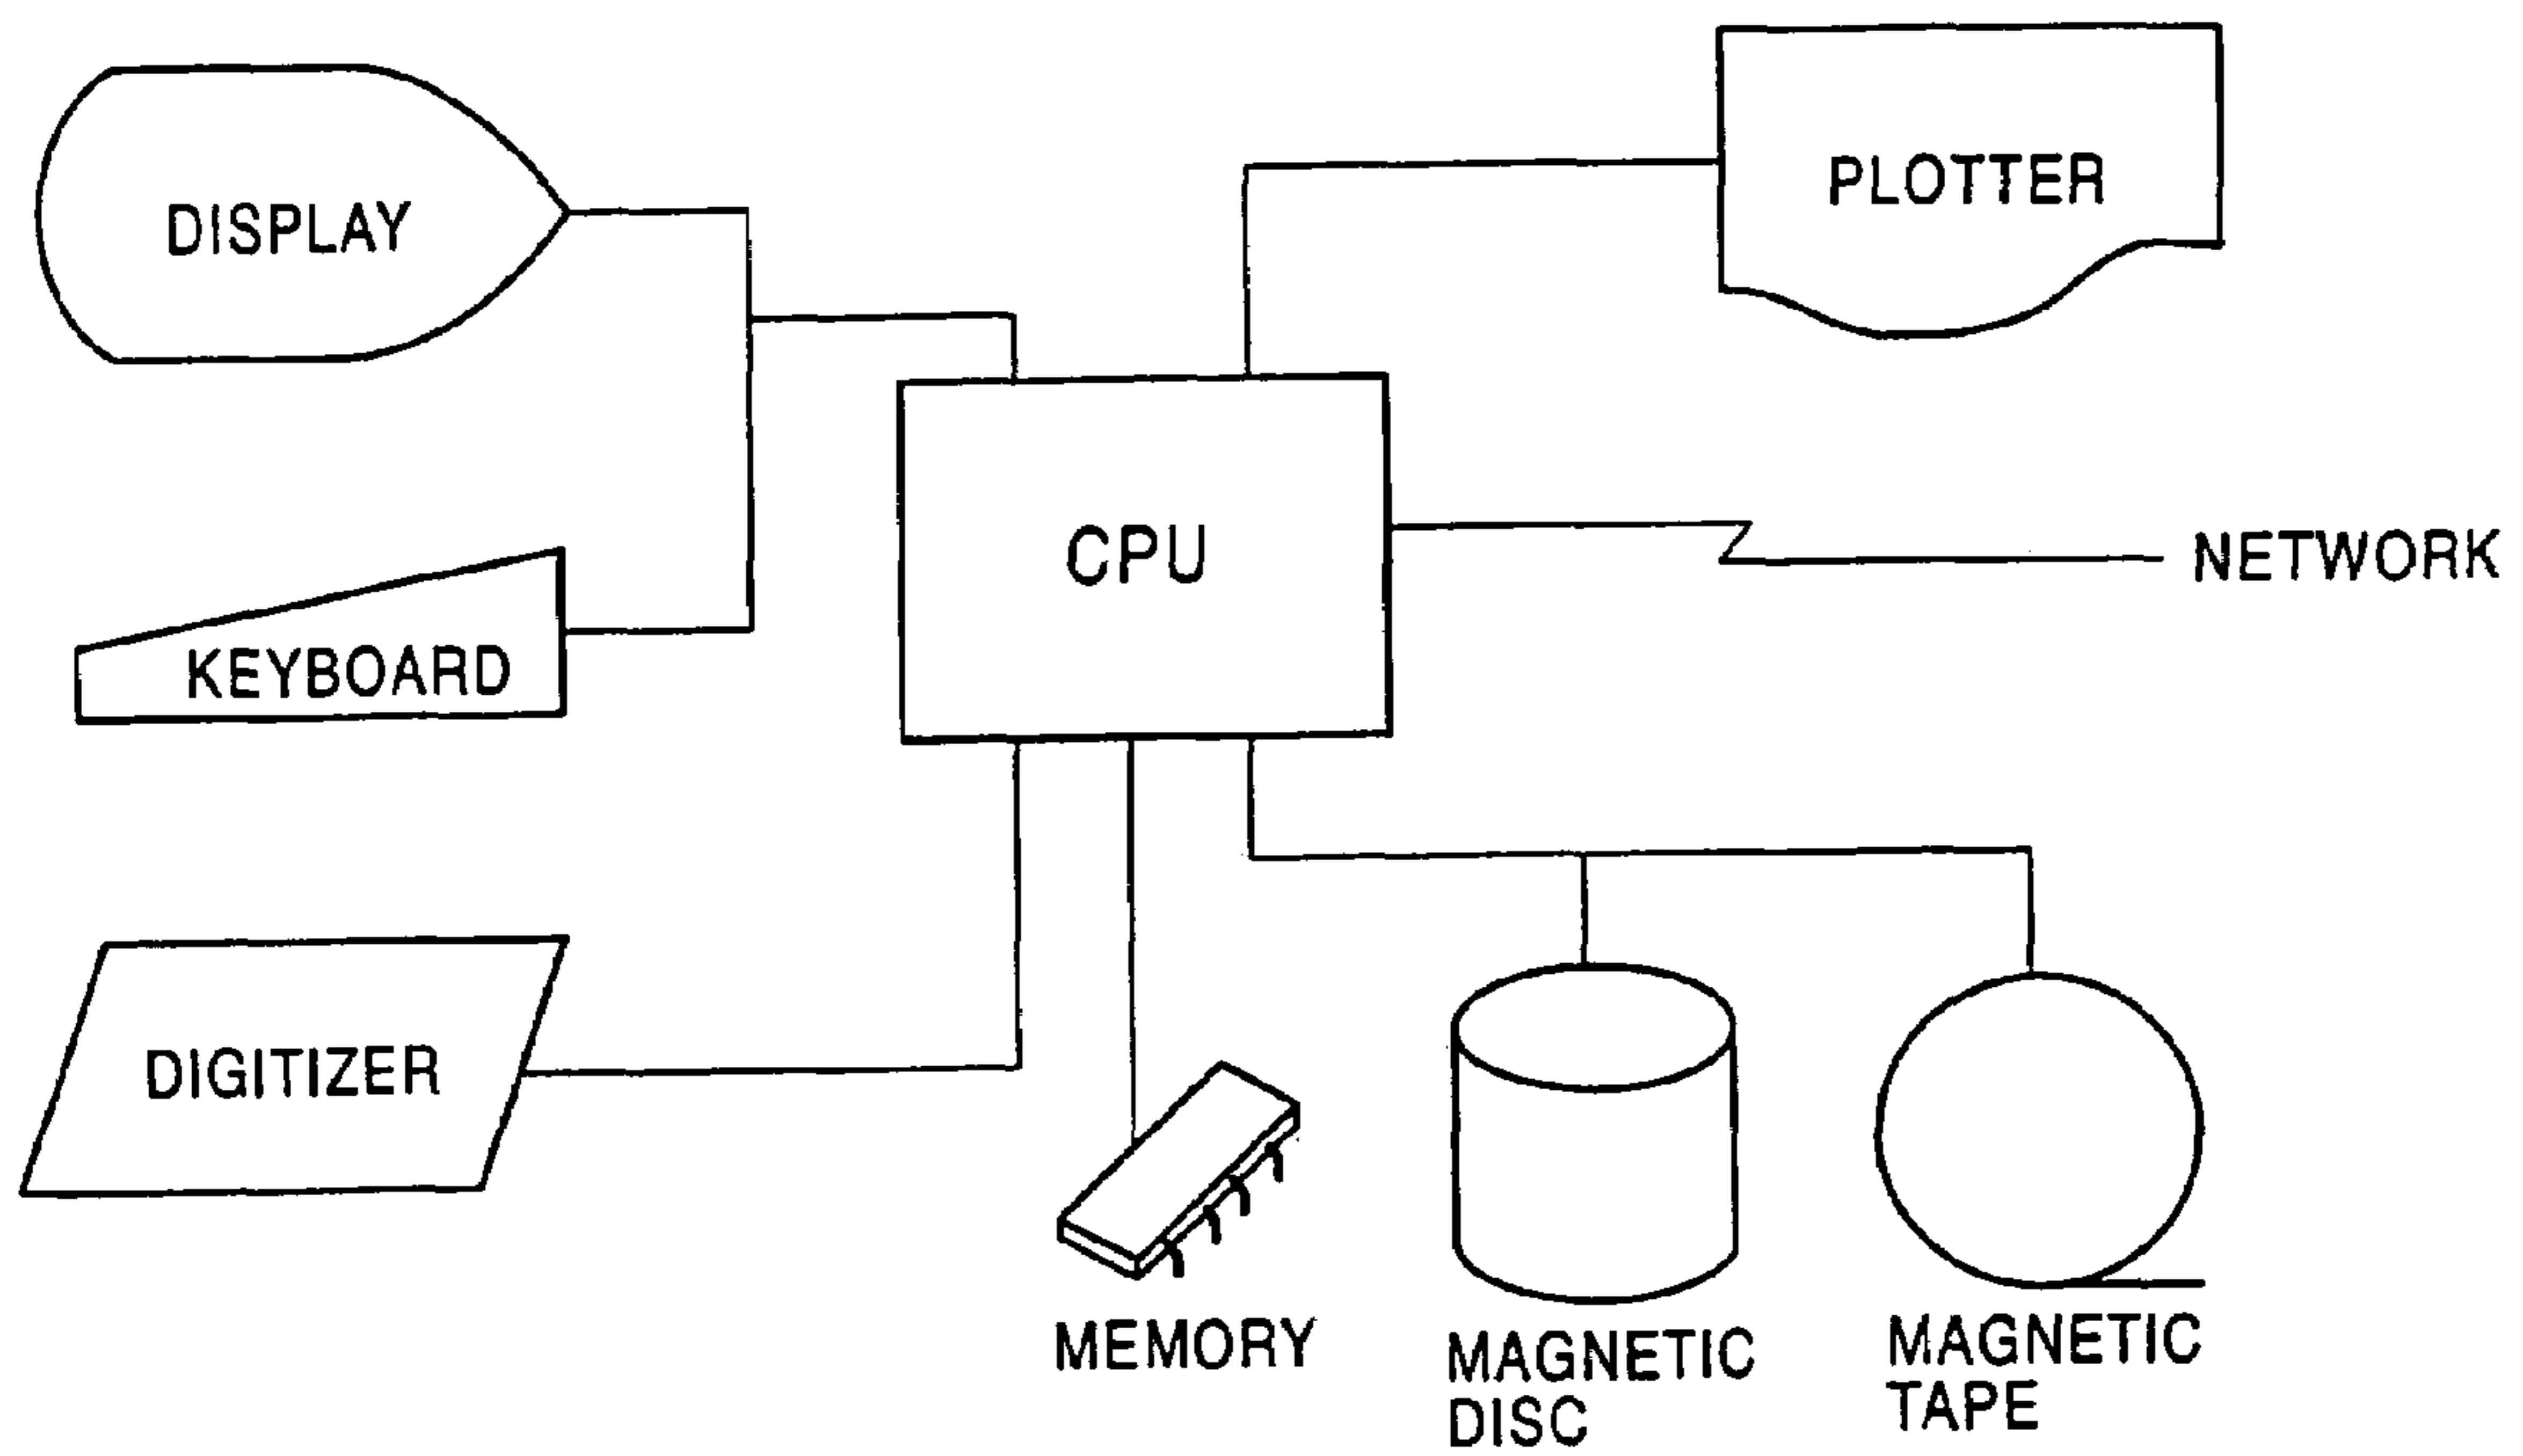 DISPLAY
PLOTTER
CPU
NETWORK
KEYBOARD
DIGITIZER
MEMORY
MAGNETIC
DISC
MAGNETIC
TAPE